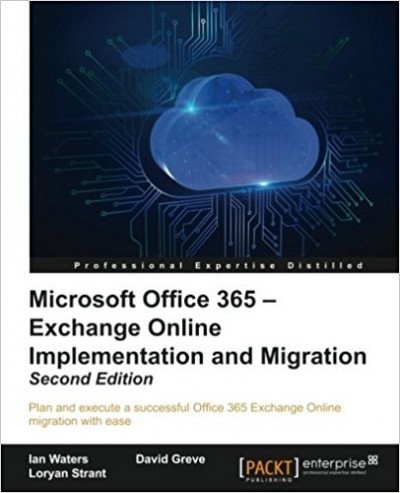 Professional Expertise Distilled
Microsoft Office 365 –
Exchange Online
Implementation and Migration
Second Edition
Plan and execute a successful Office 365 Exchange Online
migration with ease
Ian Waters David Greve
Loryan Strant
[PACKT] enterprise
PUBLISHING professional expertise distilled